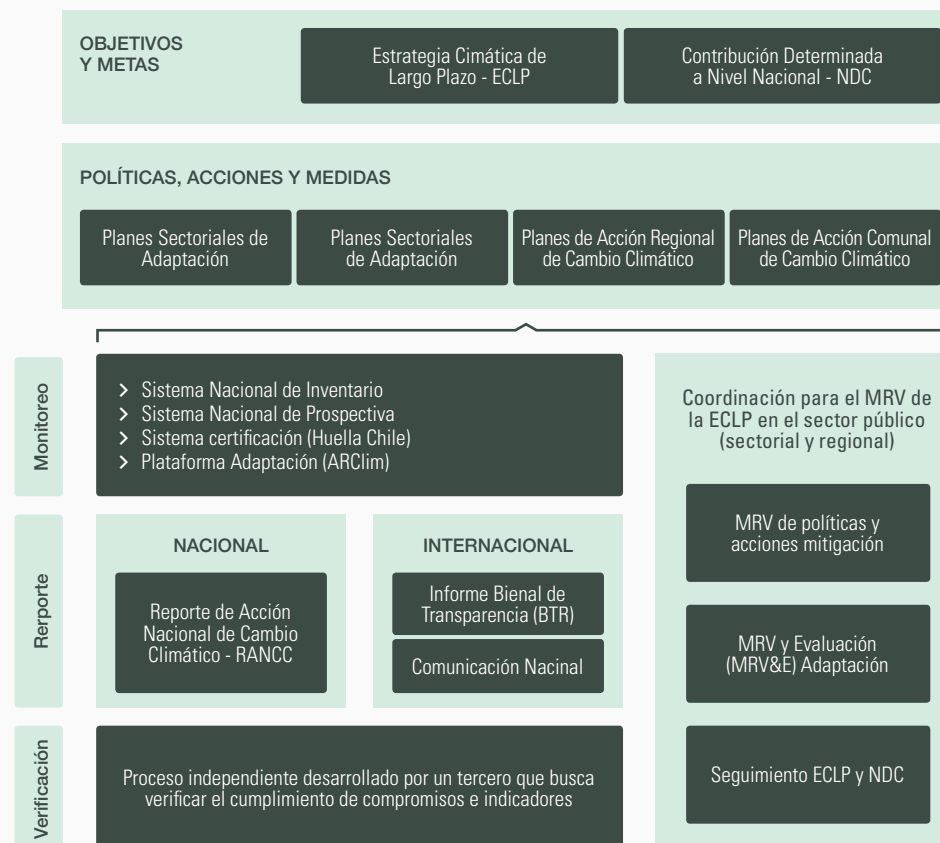 OBJETIVOS
Y METAS
Estrategia Cimática de
Largo Plazo - ECLP
Contribución Determinada
a Nivel Nacional - NDC
POLÍTICAS, ACCIONES Y MEDIDAS
Planes Sectoriales de
Adaptación
Planes Sectoriales
de Adaptación
Planes de Acción Regional
de Cambio Climático
Planes de Acción Comunal
de Cambio Climático
Monitoreo
> Sistema Nacional de Inventario
> Sistema Nacional de Prospectiva
> Sistema certificación (Huella Chile)
> Plataforma Adaptación (ARClim)
Rerporte
NACIONAL
Reporte de Acción
Nacional de Cambio
Climático - RANCC
INTERNACIONAL
Informe Bienal de
Transparencia (BTR)
Comunicación Nacinal
Verificación
Proceso independiente desarrollado por un tercero que busca
verificar el cumplimiento de compromisos e indicadores
Coordinación para el MRV de
la ECLP en el sector público
(sectorial y regional)
MRV de políticas y
acciones mitigación
MRV y Evaluación
(MRV&E) Adaptación
Seguimiento ECLP y NDC